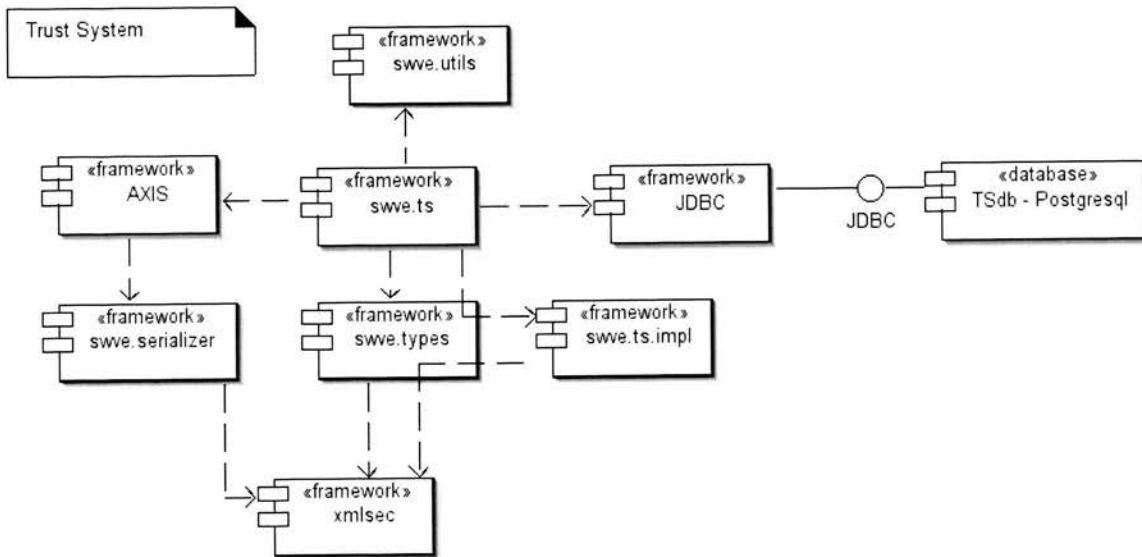 Trust System
«framework»
swve.utils
«framework»
AXIS
«framework»
swve.ts
«framework»
JDBC
JDBC
«database»
TSdb - Postgresql
«framework»
swve.serializer
«framework»
swve.types
«framework»
swve.ts.impl
«framework»
xmlsec